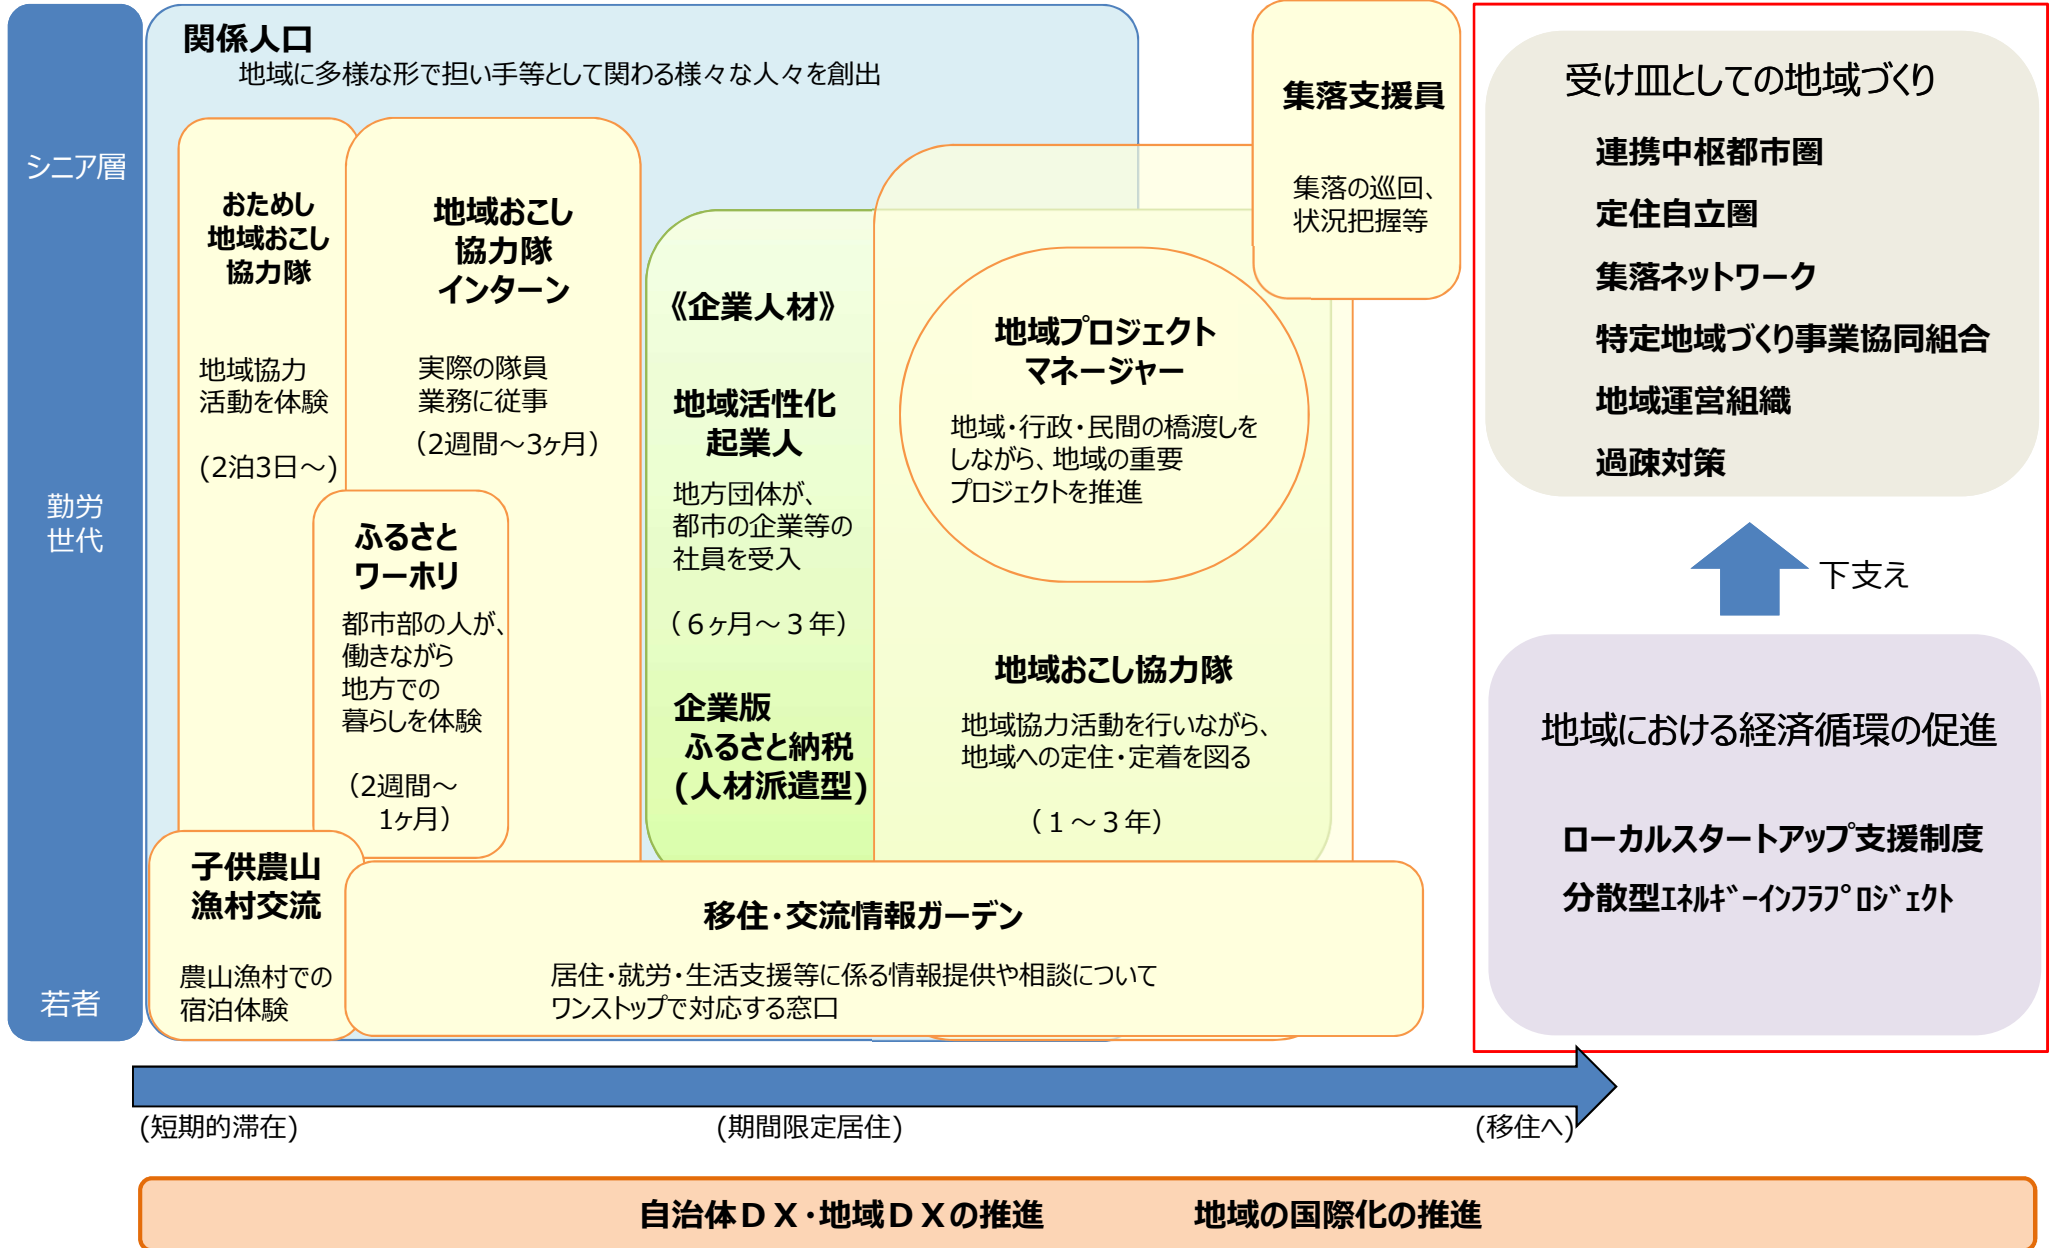 シニア層
勤労
世代
若者
関係人口
地域に多様な形で担い手等として関わる様々な人々を創出
おためし
地域おこし
協力隊
地域協力
活動を体験
(2泊3日～)
地域おこし
協力隊
インターン
実際の隊員
業務に従事
（2週間～3ヶ月）
ふるさと
ワーホリ
都市部の人が、
働きながら
地方での
暮らしを体験
（2週間～
1ヶ月）
子供農山
漁村交流
農山漁村での
宿泊体験
《企業人材》
地域活性化
起業人
地方団体が、
都市の企業等の
社員を受入
（６ヶ月～３年）
企業版
ふるさと納税
(人材派遣型)
地域プロジェクト
マネージャー
地域・行政・民間の橋渡しを
しながら、地域の重要
プロジェクトを推進
地域おこし協力隊
地域協力活動を行いながら、
地域への定住・定着を図る
（１～３年）
集落支援員
集落の巡回、
状況把握等
移住・交流情報ガーデン
居住・就労・生活支援等に係る情報提供や相談について
ワンストップで対応する窓口
受け皿としての地域づくり
連携中枢都市圏
定住自立圏
集落ネットワーク
特定地域づくり事業協同組合
地域運営組織
過疎対策
下支え
地域における経済循環の促進
ローカルスタートアップ支援制度
分散型ｴﾈﾙｷﾞｰｲﾝﾌﾗﾌﾟﾛｼﾞｪｸﾄ
(短期的滞在)
(期間限定居住)
(移住へ)
自治体ＤＸ・地域ＤＸの推進
地域の国際化の推進